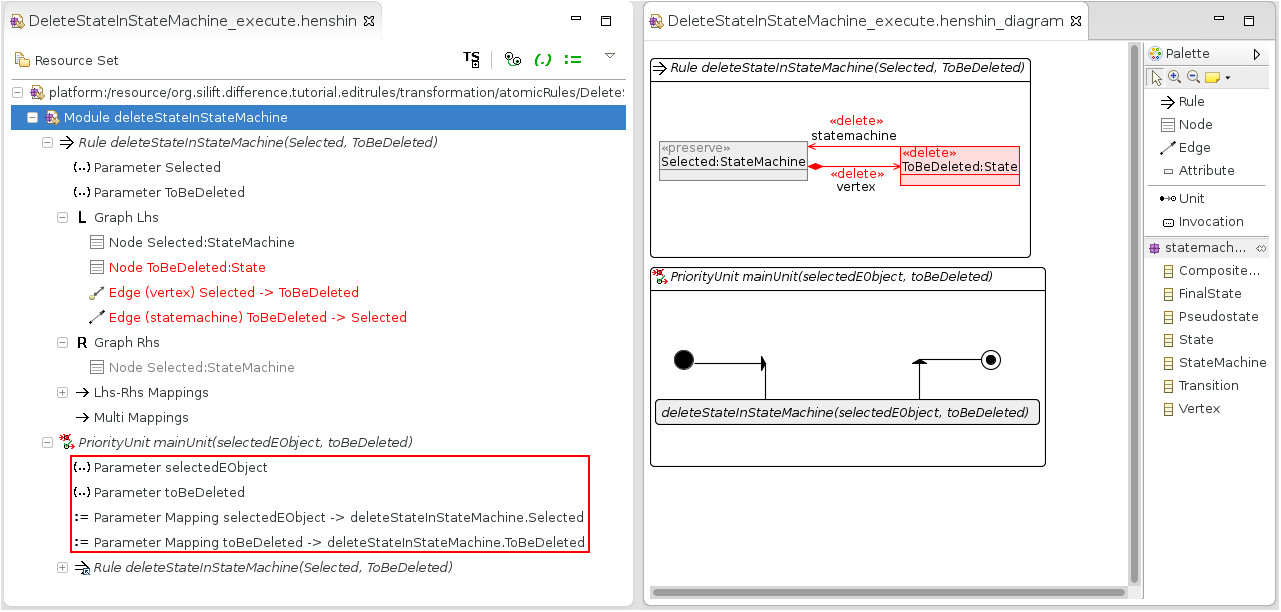 DeleteStateInStateMachine_execute.henshin
Resource Set
platform:/resource/org.silift.difference.tutorial.editrules/transformation/atomicRules/DeleteS
Module deleteStateInStateMachine
Rule deleteStateInStateMachine(Selected, ToBeDeleted)
Parameter Selected
Parameter ToBeDeleted
L Graph Lhs
Node Selected:StateMachine
Node ToBeDeleted:State
Edge (vertex) Selected -> ToBeDeleted
Edge (statemachine) ToBeDeleted -> Selected
R Graph Rhs
Node Selected:StateMachine
Lhs-Rhs Mappings
Multi Mappings
PriorityUnit mainUnit(selectedEObject, toBeDeleted)
Parameter selectedEObject
Parameter toBeDeleted
:= Parameter Mapping selectedEObject -> deleteStateInStateMachine.Selected
:= Parameter Mapping toBeDeleted -> deleteStateInStateMachine.ToBeDeleted
Rule deleteStateInStateMachine(Selected, ToBeDeleted)
DeleteStateInStateMachine_execute.henshin_diagram
Rule deleteStateInStateMachine(Selected, ToBeDeleted)
«delete»
statemachine
«preserve»
Selected:StateMachine
«delete»
ToBeDeleted:State
«delete»
vertex
PriorityUnit mainUnit(selectedEObject, toBeDeleted)
deleteStateInStateMachine(selectedEObject, toBeDeleted)
Palette
Rule
Node
Edge
Attribute
Unit
Invocation
statemach...
Composite...
FinalState
Pseudostate
State
StateMachine
Transition
Vertex